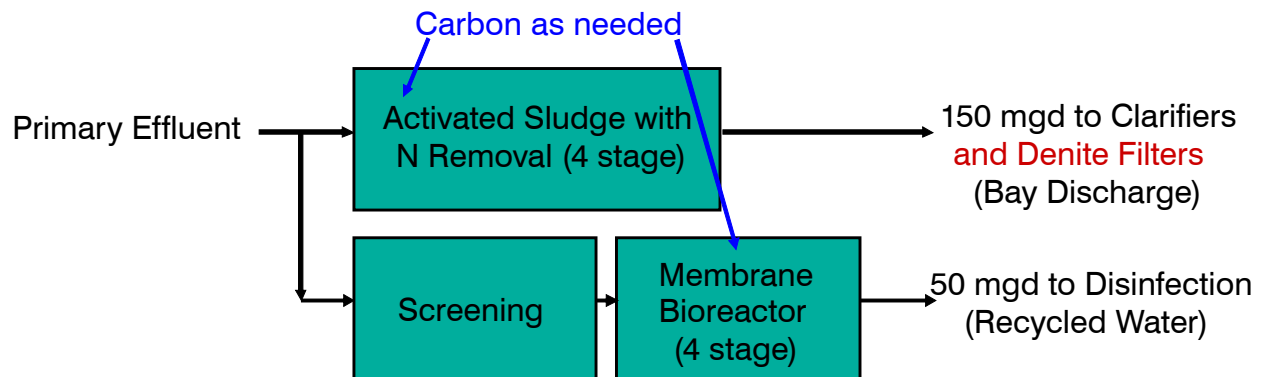 Carbon as needed
Primary Effluent
Activated Sludge with
N Removal (4 stage)
150 mgd to Clarifiers
and Denite Filters
(Bay Discharge)
Screening
Membrane
Bioreactor
(4 stage)
50 mgd to Disinfection
(Recycled Water)